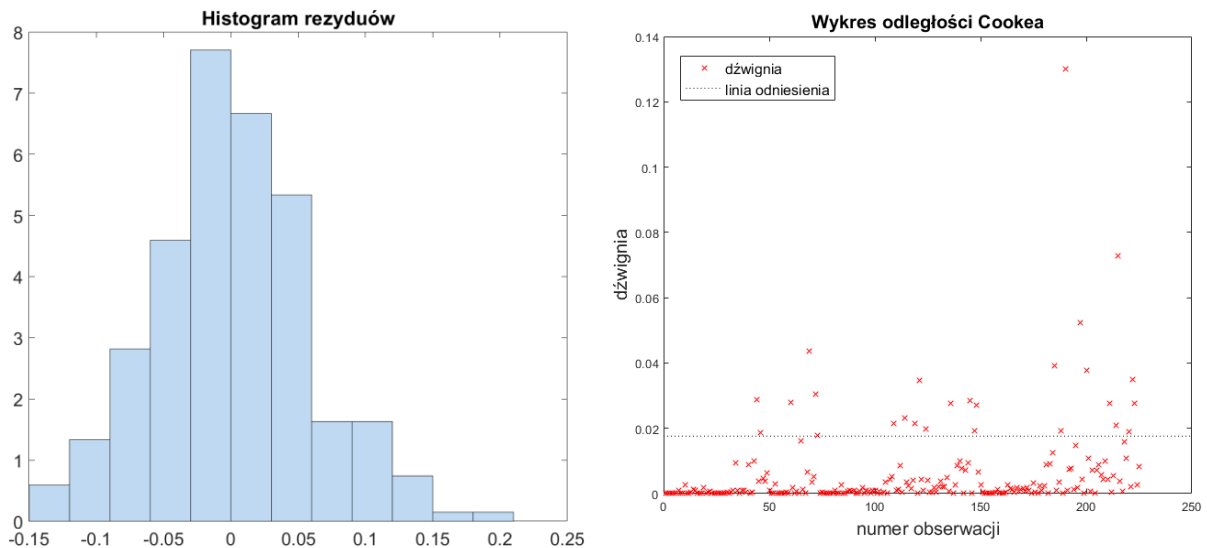 Histogram rezyduów
8
7
6
5
4
3
2
1
0
-0.15 -0.1 -0.05 0 0.05 0.1 0.15 0.2 0.25
Wykres odległości Cookea
dźwignia
linia odniesienia
dźwignia
0.14
0.12
0.1
0.08
0.06
0.04
0.02
0
0 50 100 150 200 250
numer obserwacji